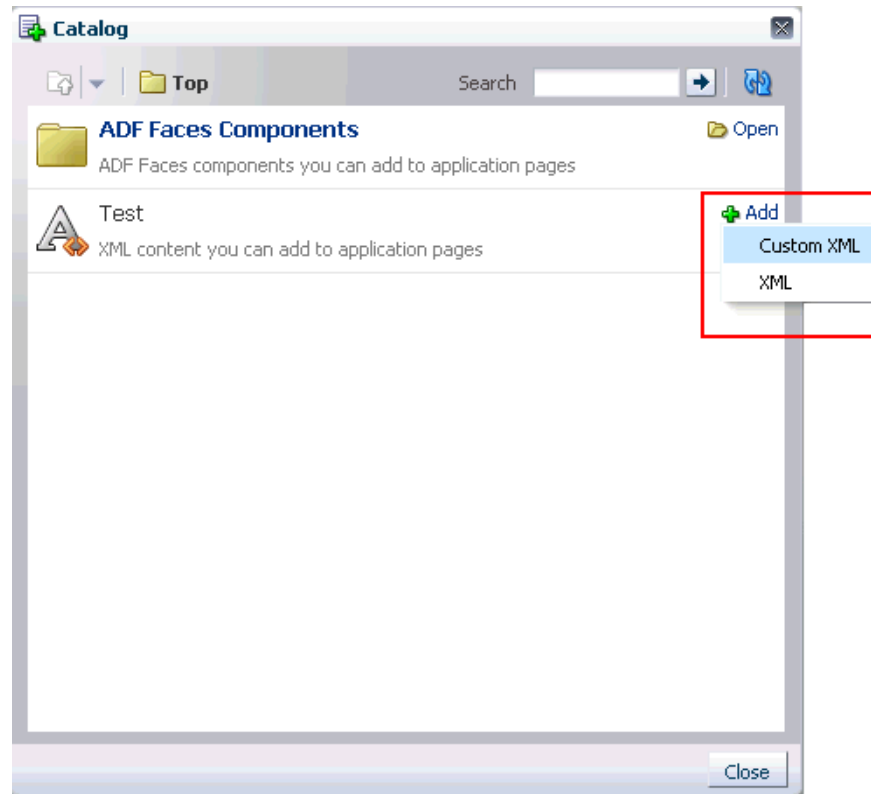 Catalog
Top Search
ADF Faces Components Open
ADF Faces components you can add to application pages
Test Add
XML content you can add to application pages
Custom XML
XML
Close